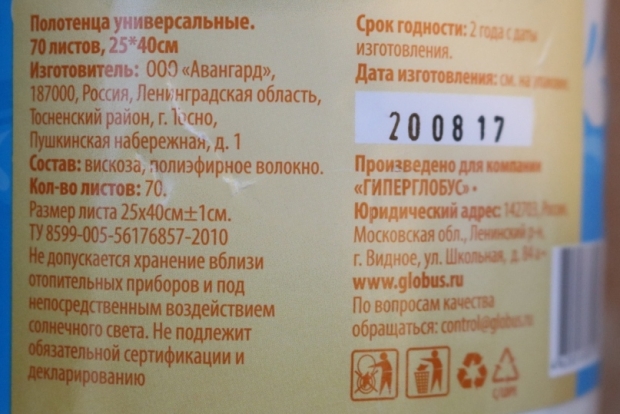 Полотенца универсальные.
70 листов, 25*40см
Изготовитель: ООО «Авангард»,
187000, Россия, Ленинградская область,
Тосненский район, г. Тосно,
Пушкинская набережная, д. 1
Состав: вискоза, полиэфирное волокно.
Кол-во листов: 70.
Размер листа 25х40см±1см.
ТУ 8599-005-56176857-2010
Не допускается хранение вблизи
отопительных приборов и под
непосредственным воздействием
солнечного света. Не подлежит
обязательной сертификации и
декларированию
Срок годности: 2 года с даты
изготовления.
Дата изготовления: см. на упаковке.
200817
Произведено для компании
«ГИПЕРГЛОБУС» •
Юридический адрес: 142703, Россия,
Московская обл., Ленинский р-н,
г. Видное, ул. Школьная, д. 84 а
www.globus.ru
По вопросам качества
обращаться: control@globus.ru